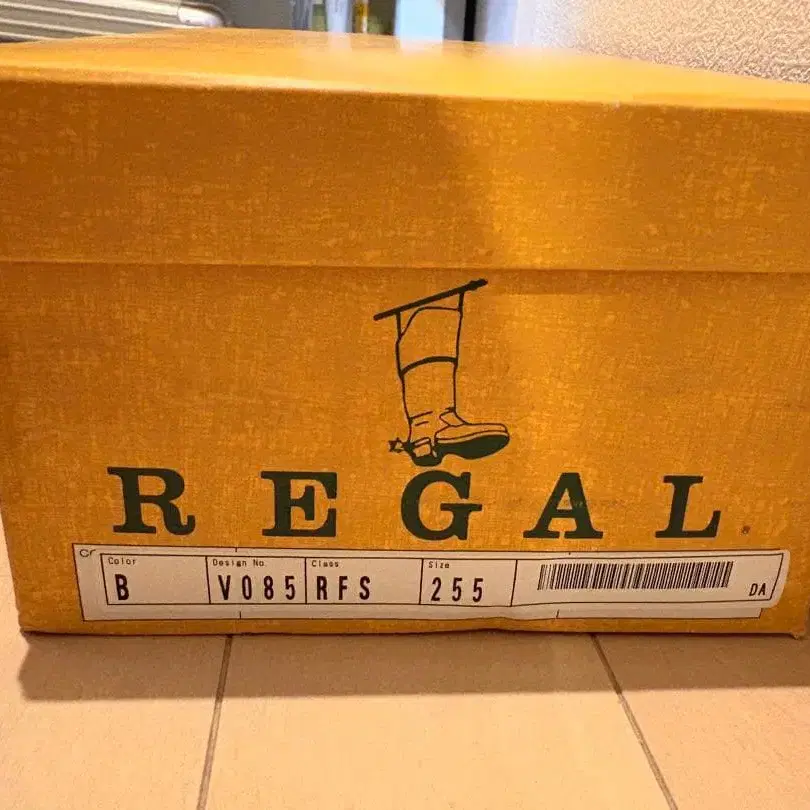 REGAL®
Color Design No. Class Size
B V085 RFS 255 DA